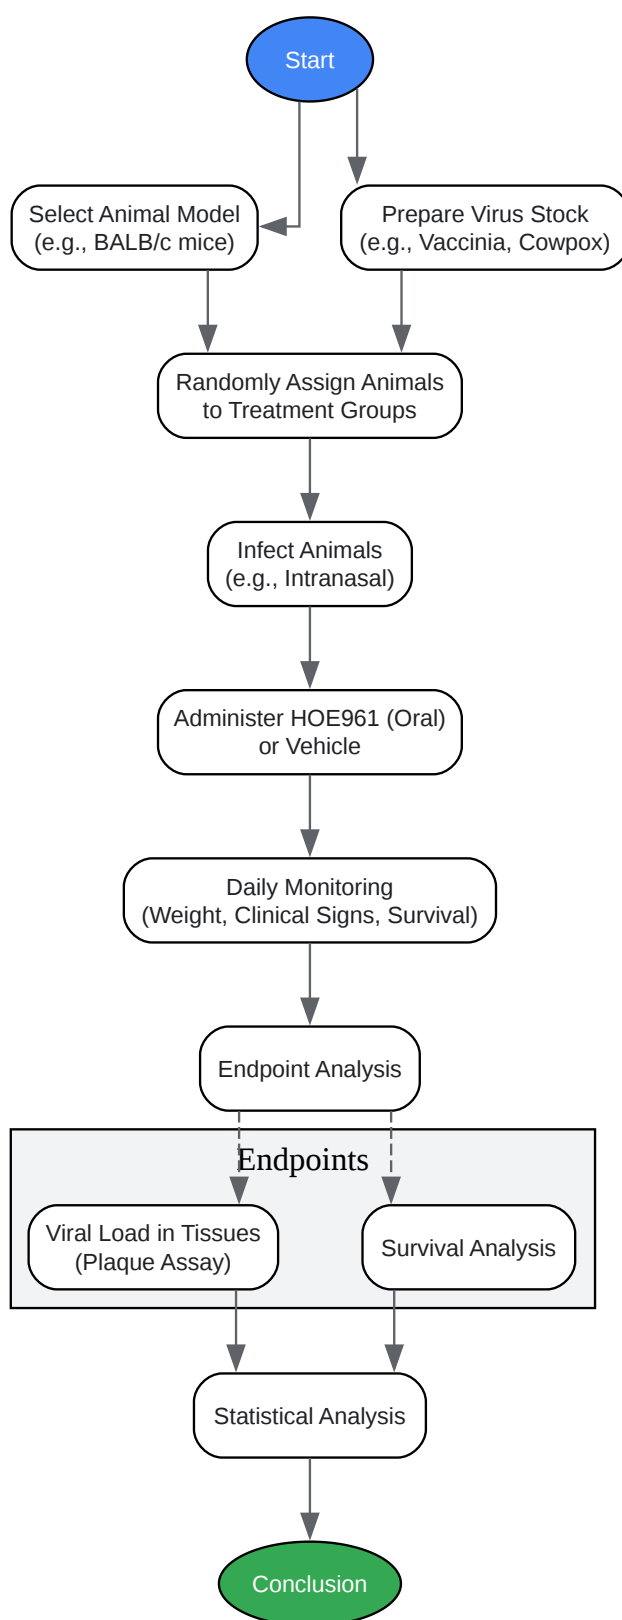 Start
Select Animal Model
(e.g., BALB/c mice)
Prepare Virus Stock
(e.g., Vaccinia, Cowpox)
Randomly Assign Animals
to Treatment Groups
Infect Animals
(e.g., Intranasal)
Administer HOE961 (Oral)
or Vehicle
Daily Monitoring
(Weight, Clinical Signs, Survival)
Endpoint Analysis
Endpoints
Viral Load in Tissues
(Plaque Assay)
Survival Analysis
Statistical Analysis
Conclusion